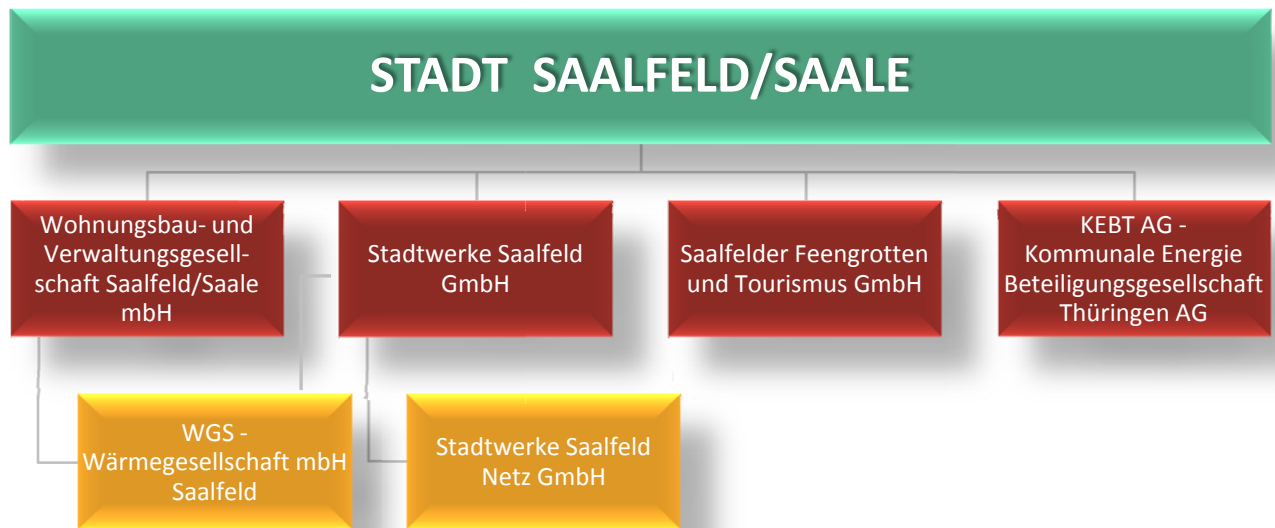 STADT SAALFELD/SAALE
Wohnungsbau- und
Verwaltungsgesell-
schaft Saalfeld/Saale
mbH
Stadtwerke Saalfeld
GmbH
Saalfelder Feengrotten
und Tourismus GmbH
KEBT AG -
Kommunale Energie
Beteiligungsgesellschaft
Thüringen AG
WGS -
Wärmegesellschaft mbH
Saalfeld
Stadtwerke Saalfeld
Netz GmbH